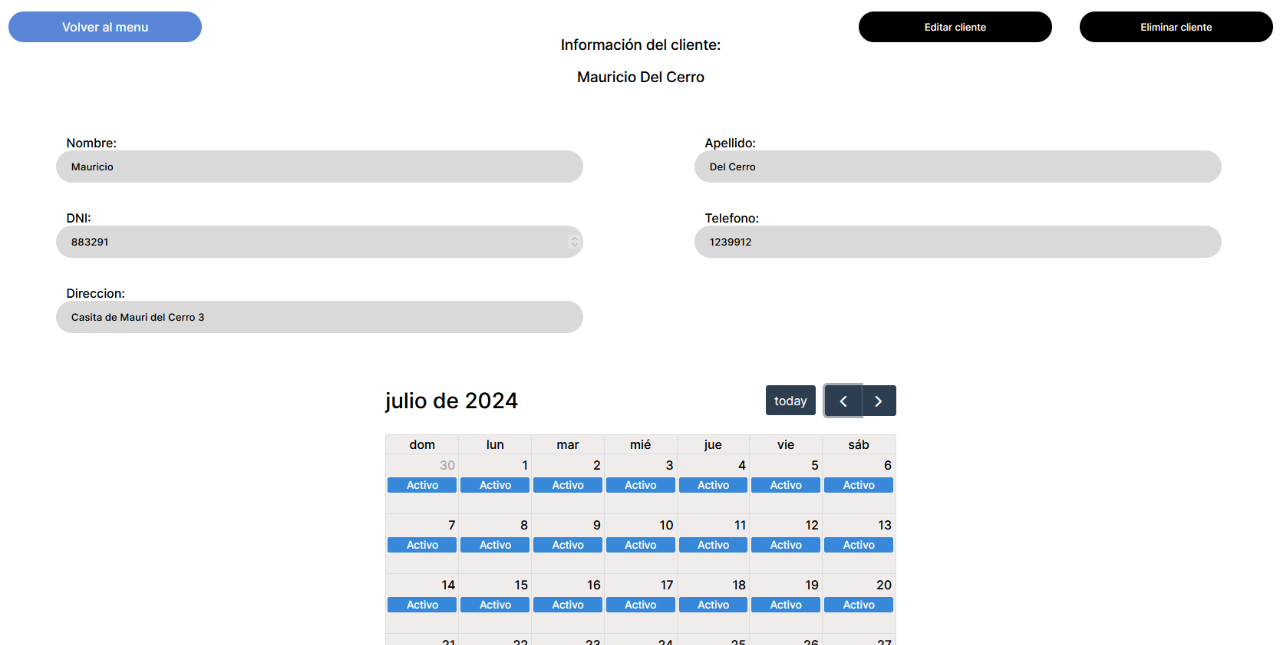 Volver al menu
Editar cliente
Eliminar cliente
Información del cliente:
Mauricio Del Cerro
Nombre:
Apellido:
Mauricio
Del Cerro
DNI:
Telefono:
883291
1239912
Direccion:
Casita de Mauri del Cerro 3
julio de 2024
today
dom lun mar mié jue vie sáb
30 1 2 3 4 5 6
Activo Activo Activo Activo Activo Activo Activo
7 8 9 10 11 12 13
Activo Activo Activo Activo Activo Activo Activo
14 15 16 17 18 19 20
Activo Activo Activo Activo Activo Activo Activo
21 22 23 24 25 26 27